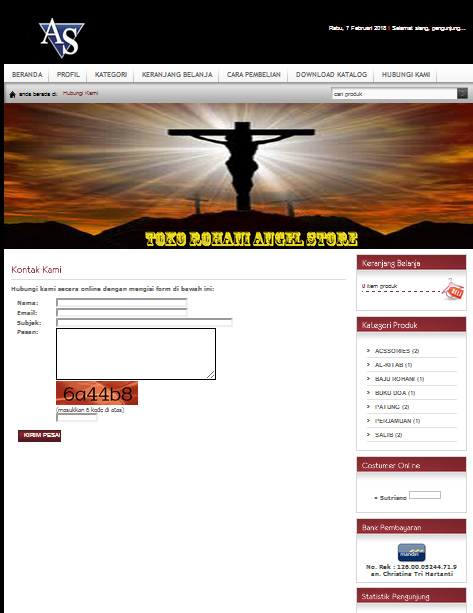 AS
Rabu, 7 Februari 2018 | Selamat siang, pengunjung...
BERANDA
PROFIL
KATEGORI
KERANJANG BELANJA
CARA PEMBELIAN
DOWNLOAD KATALOG
HUBUNGI KAMI
anda berada di:
Hubungi Kami
cari produk
TOKO ROHANI ANGEL STORE
Kontak Kami
Hubungi kami secara online dengan mengisi form di bawah ini:
Nama:
Email:
Subjek:
Pesan:
6a44b8
(masukkan 6 kode di atas)
KIRIM PESAN
Keranjang Belanja
0 item produk
Kategori Produk
ACSSORIES (2)
AL-KITAB (1)
BAJU ROHANI (1)
BUKU DOA (1)
PATUNG (2)
PERJAMUAN (1)
SALIB (2)
Costumer Online
Sutrisno
Bank Pembayaran
mandiri
No. Rek : 126.00.05244.71.9
an. Christina Tri Hartanti
Statistik Pengunjung